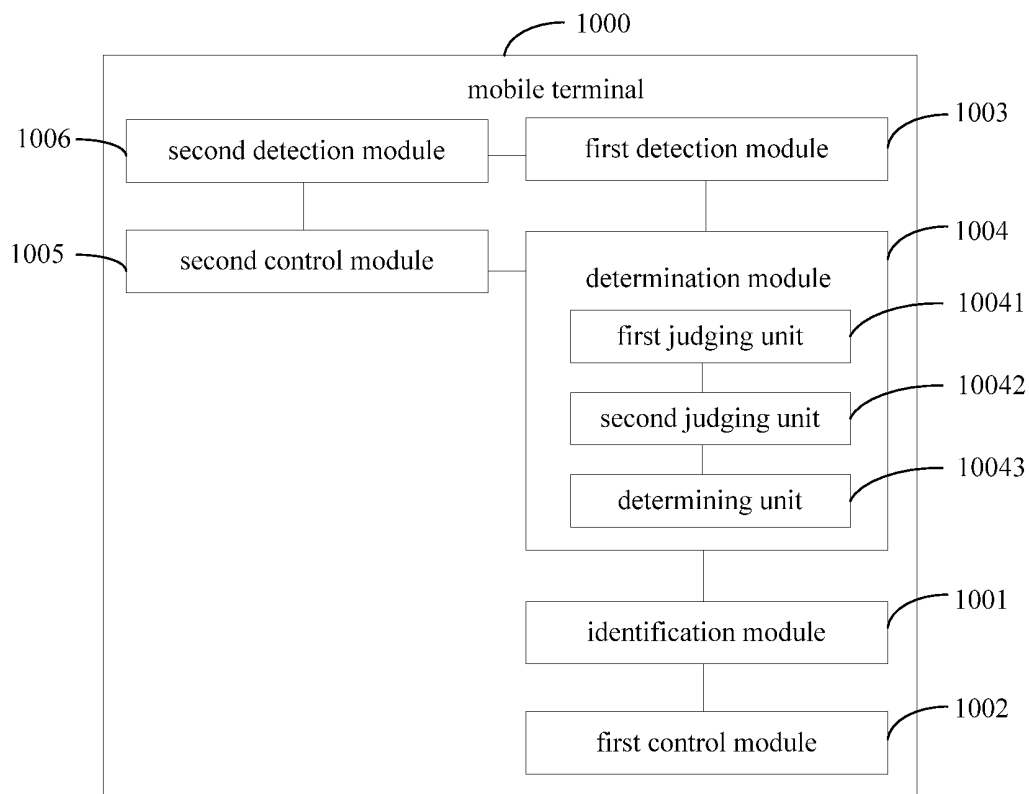 1000
mobile terminal
1006
second detection module
first detection module
1003
1005
second control module
1004
determination module
first judging unit
10041
second judging unit
10042
determining unit
10043
identification module
1001
first control module
1002